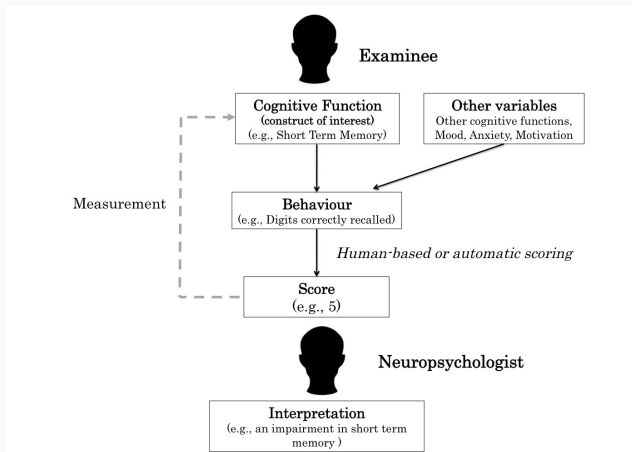 Examinee
Cognitive Function
(construct of interest)
(e.g., Short Term Memory)
Other variables
Other cognitive functions,
Mood, Anxiety, Motivation
Measurement
Behaviour
(e.g., Digits correctly recalled)
Human-based or automatic scoring
Score
(e.g., 5)
Neuropsychologist
Interpretation
(e.g., an impairment in short term
memory )